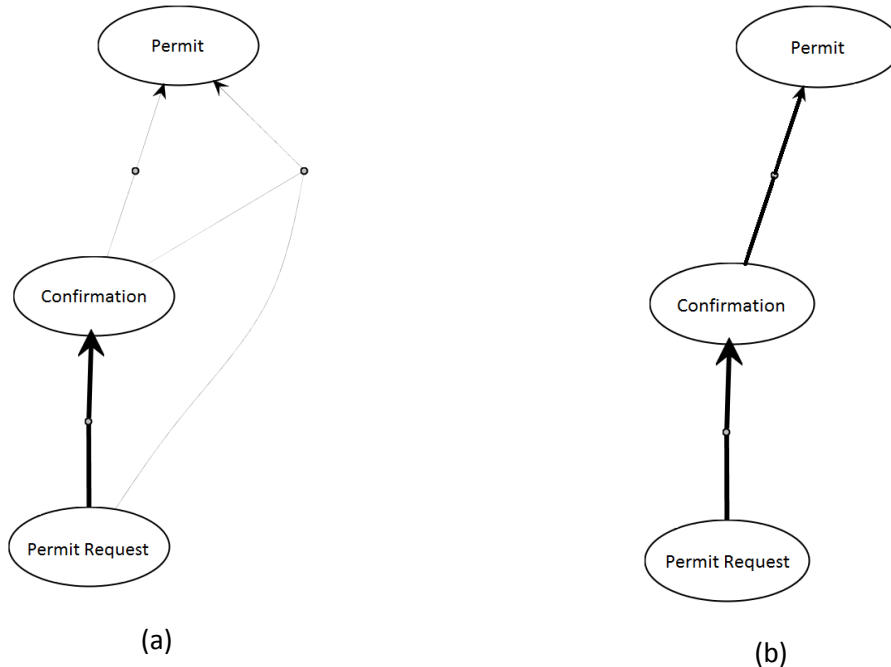 Permit
Confirmation
Permit Request
(a)
Permit
Confirmation
Permit Request
(b)